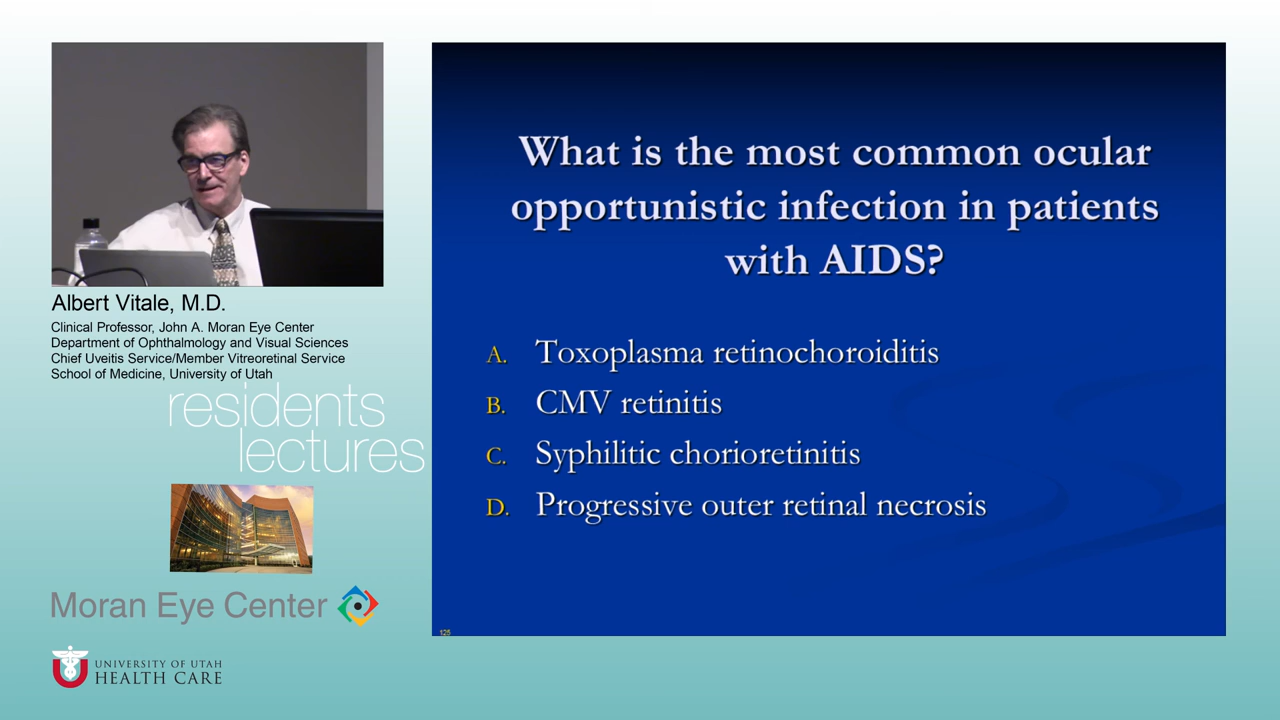 What is the most common ocular
opportunistic infection in patients
with AIDS?
A. Toxoplasma retinochoroiditis
B. CMV retinitis
C. Syphilitic chorioretinitis
D. Progressive outer retinal necrosis
125
Albert Vitale, M.D.
Clinical Professor, John A. Moran Eye Center
Department of Ophthalmology and Visual Sciences
Chief Uveitis Service/Member Vitreoretinal Service
School of Medicine, University of Utah
residents
lectures
Moran Eye Center
UNIVERSITY OF UTAH
HEALTH CARE